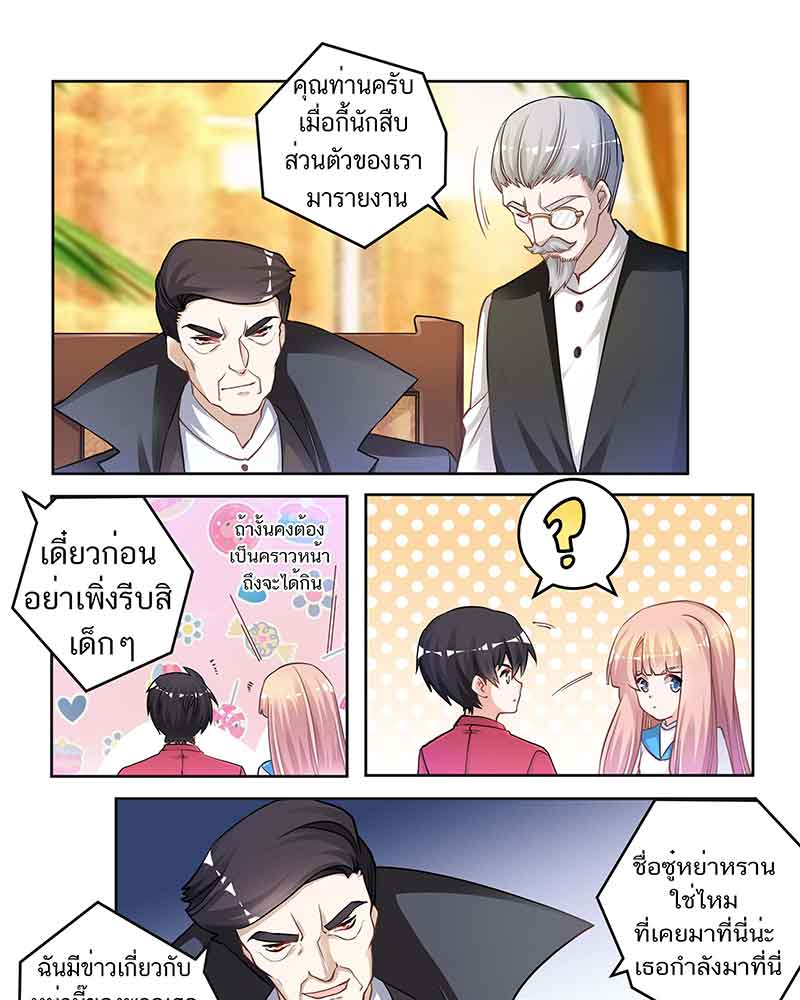 คุณท่านครับ
เมื่อกี้นักสืบ
ส่วนตัวของเรา
มารายงาน
เดี๋ยวก่อน
อย่าเพิ่งรีบสิ
เด็กๆ
ถ้างั้นคงต้อง
เป็นคราวหน้า
ถึงจะได้กิน
?
ชื่อซู๋หย่าหราน
ใช่ไหม
ที่เคยมาที่นี่น่ะ
เธอกำลังมาที่นี่
ฉันมีข่าวเกี่ยวกับ